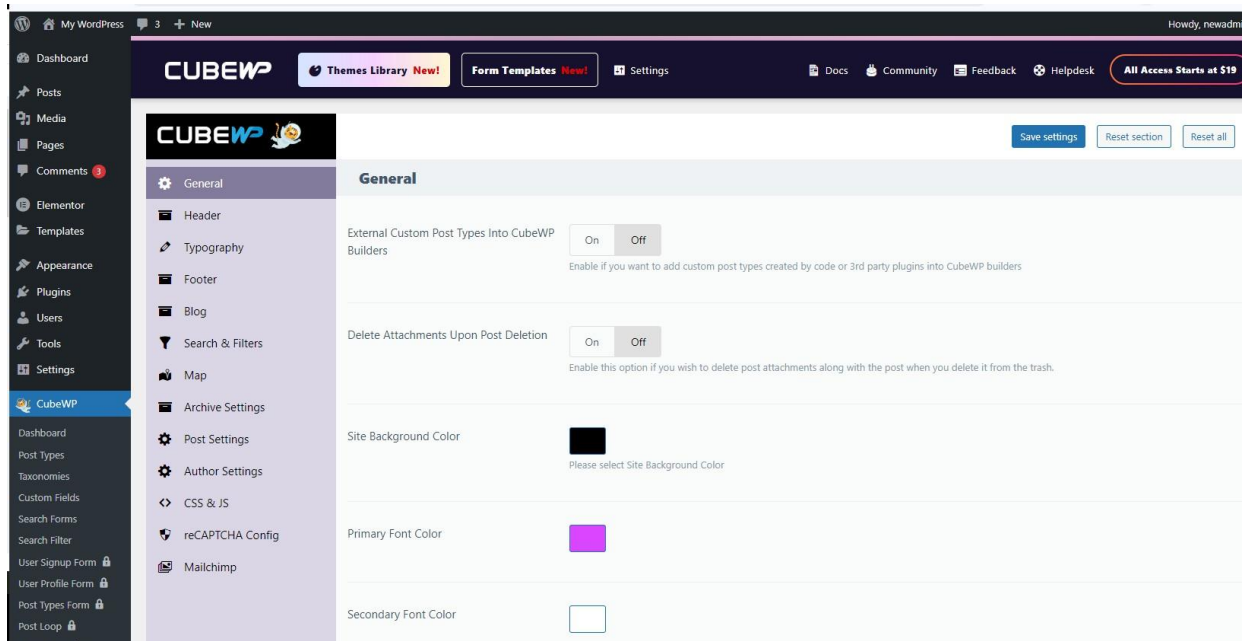 My WordPress 3 + New
Howdy, newadmi
Dashboard
Posts
Media
Pages
Comments 3
Elementor
Templates
Appearance
Plugins
Users
Tools
Settings
CubeWP
Dashboard
Post Types
Taxonomies
Custom Fields
Search Forms
Search Filter
User Signup Form
User Profile Form
Post Types Form
Post Loop
CUBEWP
Themes Library New!
Form Templates New!
Settings
Docs
Community
Feedback
Helpdesk
All Access Starts at $19
CUBEWP
Save settings
Reset section
Reset all
General
Header
Typography
Footer
Blog
Search & Filters
Map
Archive Settings
Post Settings
Author Settings
CSS & JS
reCAPTCHA Config
Mailchimp
General
External Custom Post Types Into CubeWP
Builders
On Off
Enable if you want to add custom post types created by code or 3rd party plugins into CubeWP builders
Delete Attachments Upon Post Deletion
On Off
Enable this option if you wish to delete post attachments along with the post when you delete it from the trash.
Site Background Color
Please select Site Background Color
Primary Font Color
Secondary Font Color